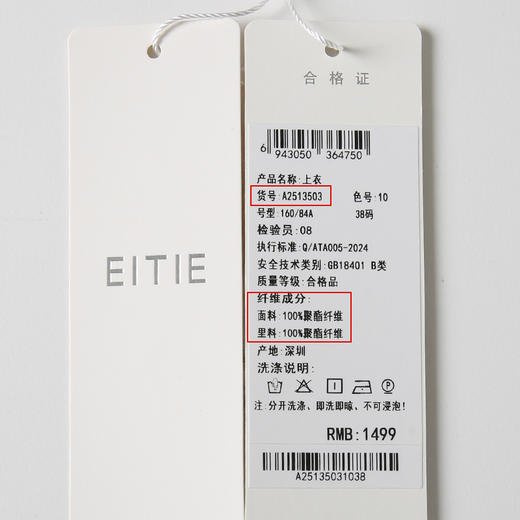 EITIE
合格证
6 943050 364750
产品名称:上衣
货号:A2513503 色号:10
号型:160/84A 38码
检验员:08
执行标准:Q/ATA005-2024
安全技术类别:GB18401 B类
质量等级:合格品
纤维成分:
面料:100%聚酯纤维
里料:100%聚酯纤维
产地:深圳
洗涤说明:
P
注:分开洗涤、即洗即晾、不可浸泡!
RMB:1499
A25135031038